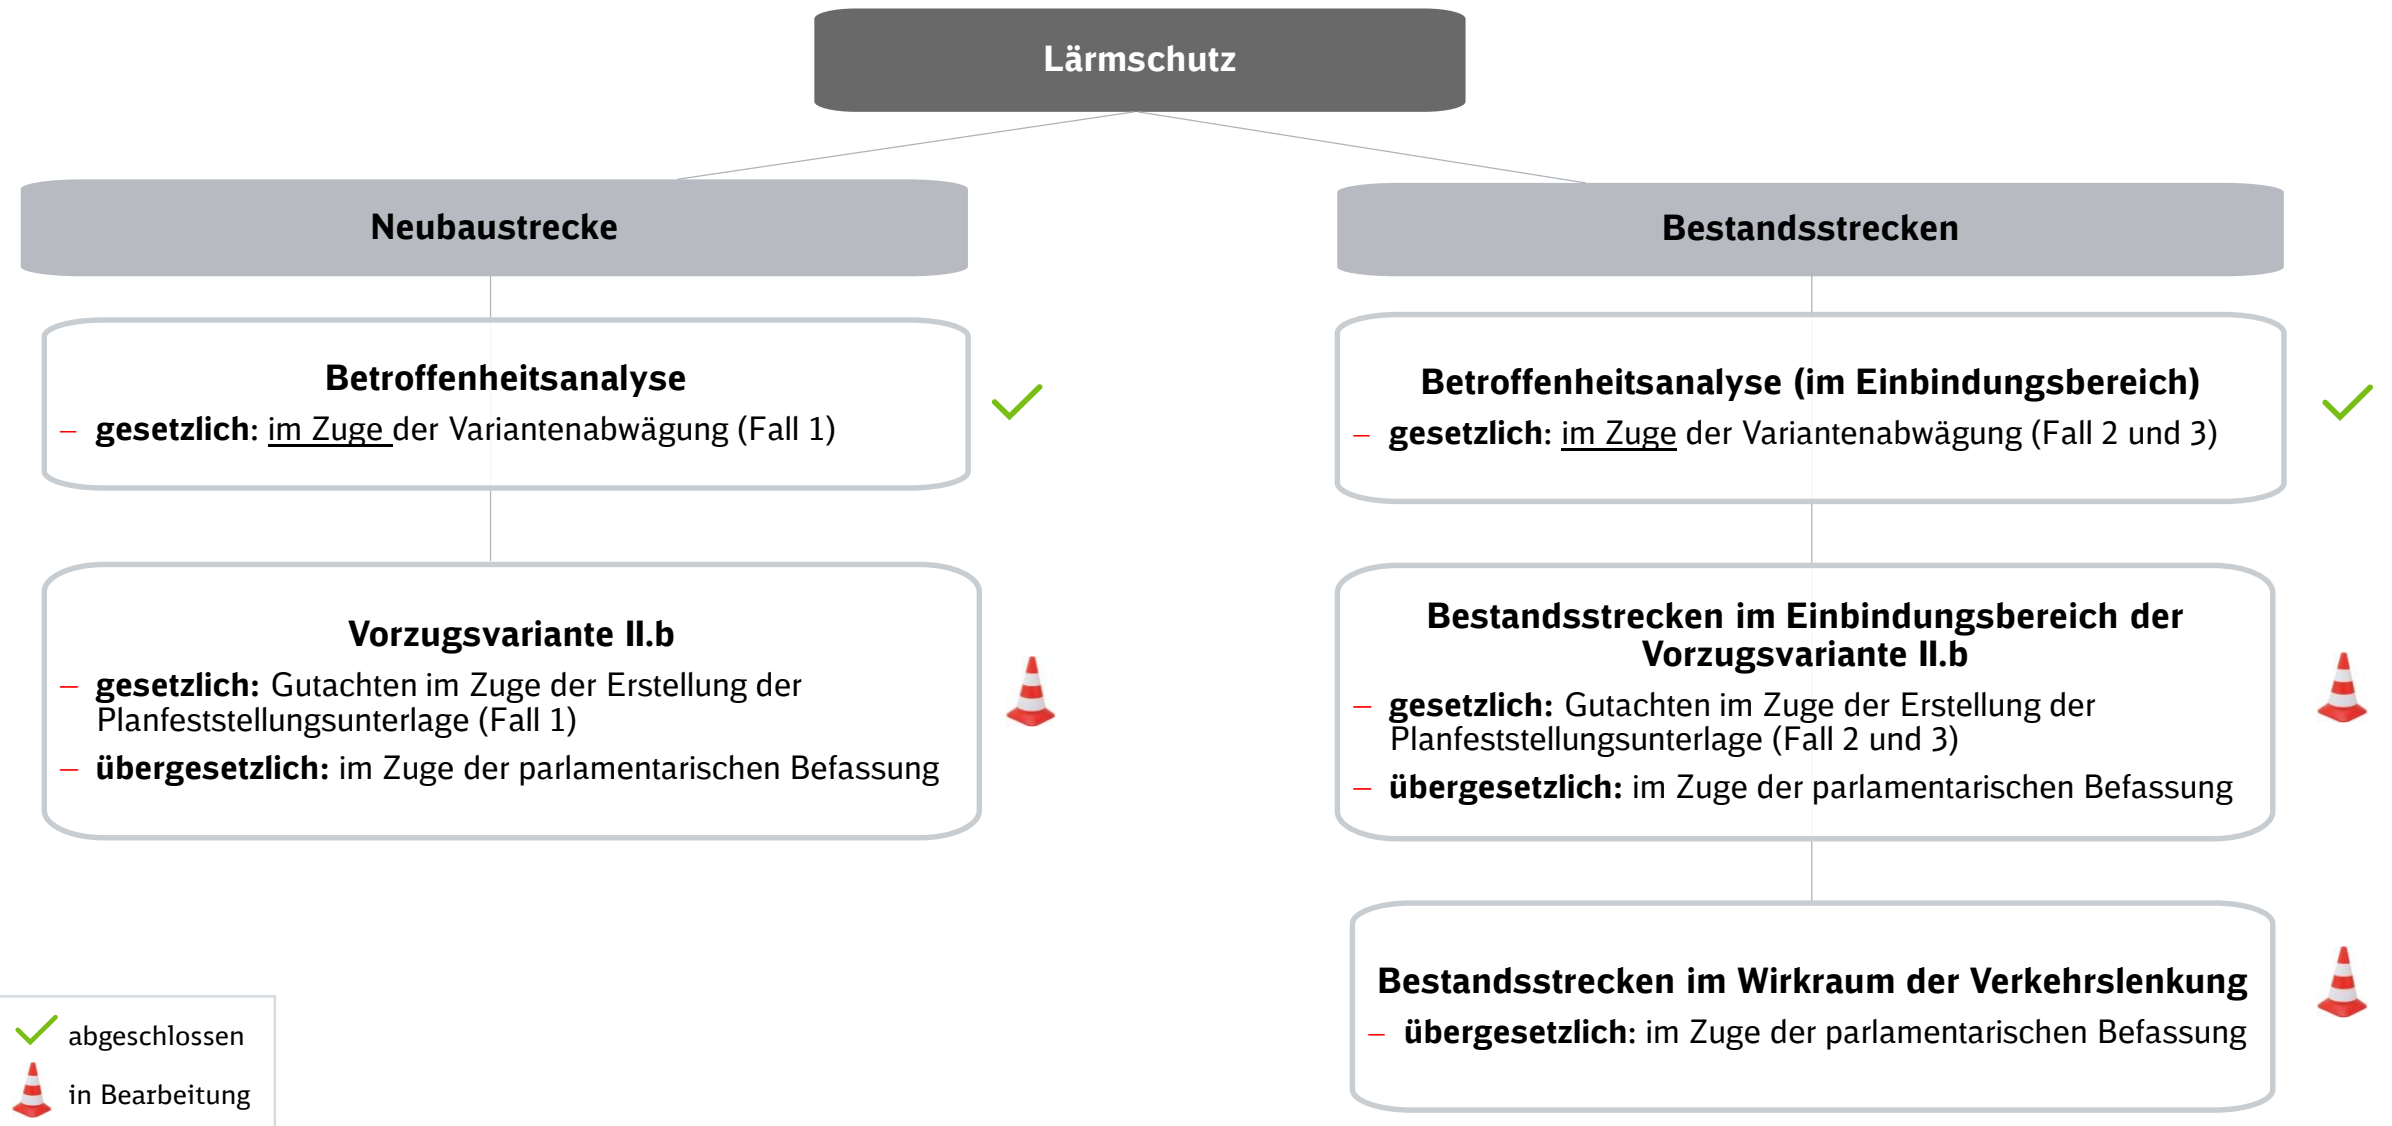 Lärmschutz
Neubaustrecke
Betroffenheitsanalyse
– gesetzlich: im Zuge der Variantenabwägung (Fall 1)
Vorzugsvariante II.b
– gesetzlich: Gutachten im Zuge der Erstellung der
Planfeststellungsunterlage (Fall 1)
– übergesetzlich: im Zuge der parlamentarischen Befassung
Bestandsstrecken
Betroffenheitsanalyse (im Einbindungsbereich)
– gesetzlich: im Zuge der Variantenabwägung (Fall 2 und 3)
Bestandsstrecken im Einbindungsbereich der
Vorzugsvariante II.b
– gesetzlich: Gutachten im Zuge der Erstellung der
Planfeststellungsunterlage (Fall 2 und 3)
– übergesetzlich: im Zuge der parlamentarischen Befassung
Bestandsstrecken im Wirkraum der Verkehrslenkung
– übergesetzlich: im Zuge der parlamentarischen Befassung
abgeschlossen
in Bearbeitung